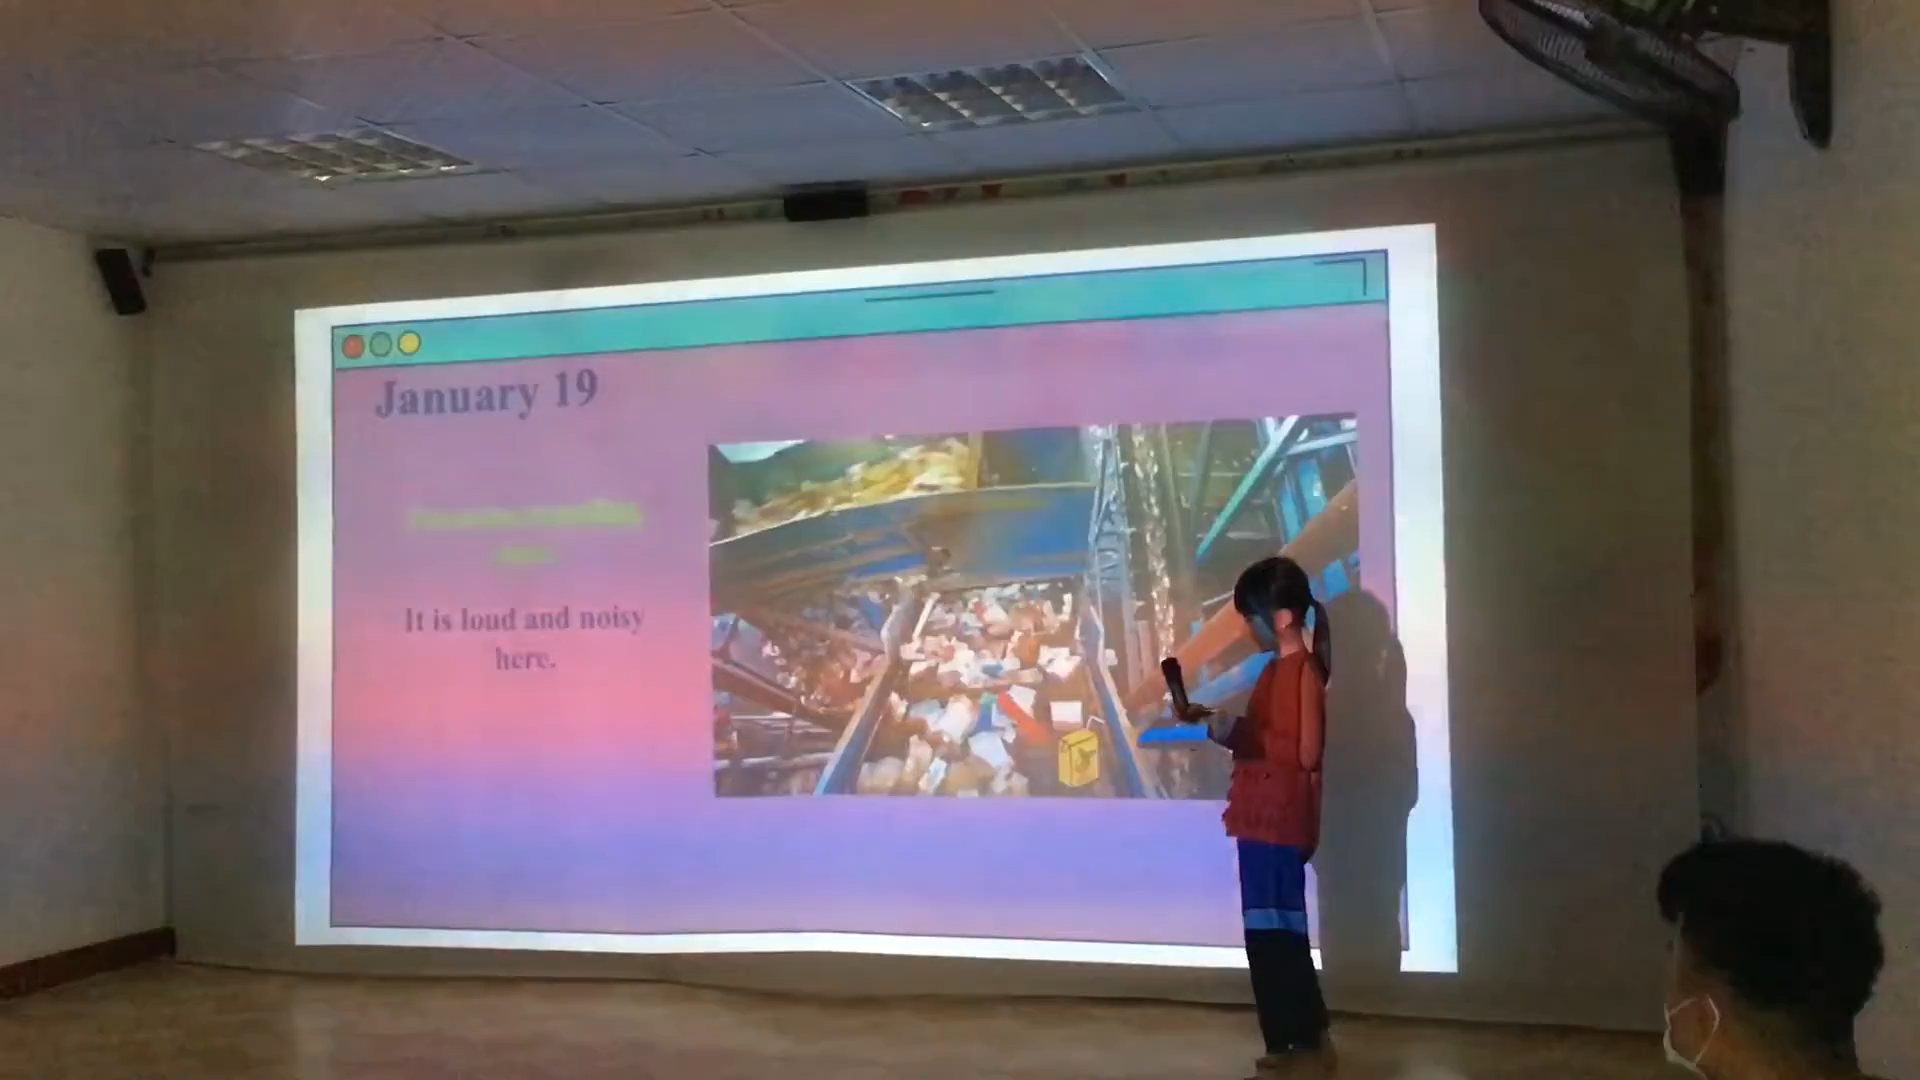 January 19
It is loud and noisy
here.